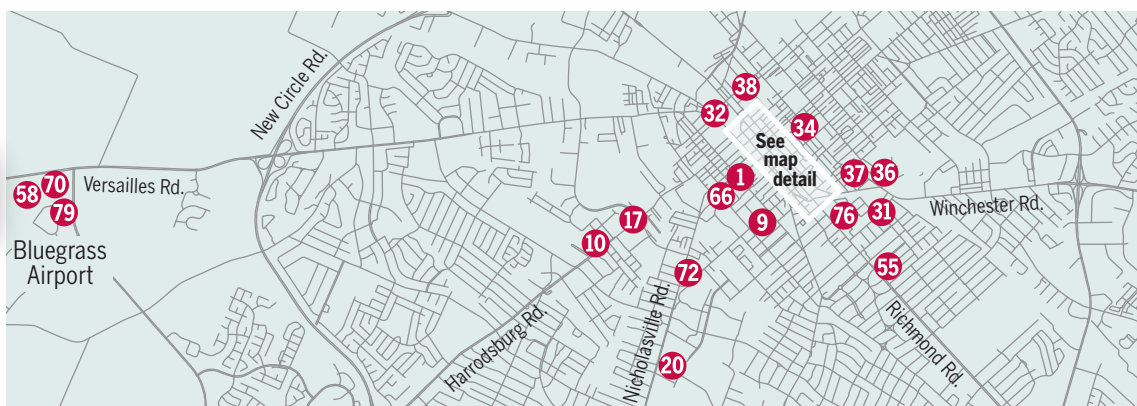 New Circle Rd.
38
32
34
See
map
detail
37
36
1
58
70
Versailles Rd.
66
79
Winchester Rd.
31
76
17
9
10
Bluegrass
Airport
55
72
Harrodsburg Rd.
Nicholasville Rd.
Richmond Rd.
20